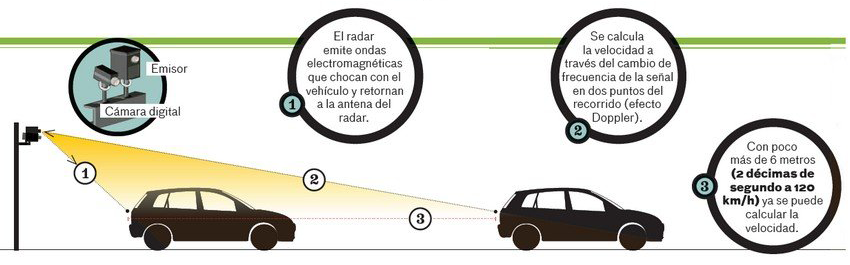 Emisor
Cámara digital
El radar
emite ondas
electromagnéticas
que chocan con el
vehículo y retornan
a la antena del
radar.
1
Se calcula
la velocidad a
través del cambio de
frecuencia de la señal
en dos puntos del
recorrido (efecto
Doppler).
2
Con poco
más de 6 metros
(2 décimas de
segundo a 120
km/h) ya se puede
calcular la
velocidad.
3
1
2
3